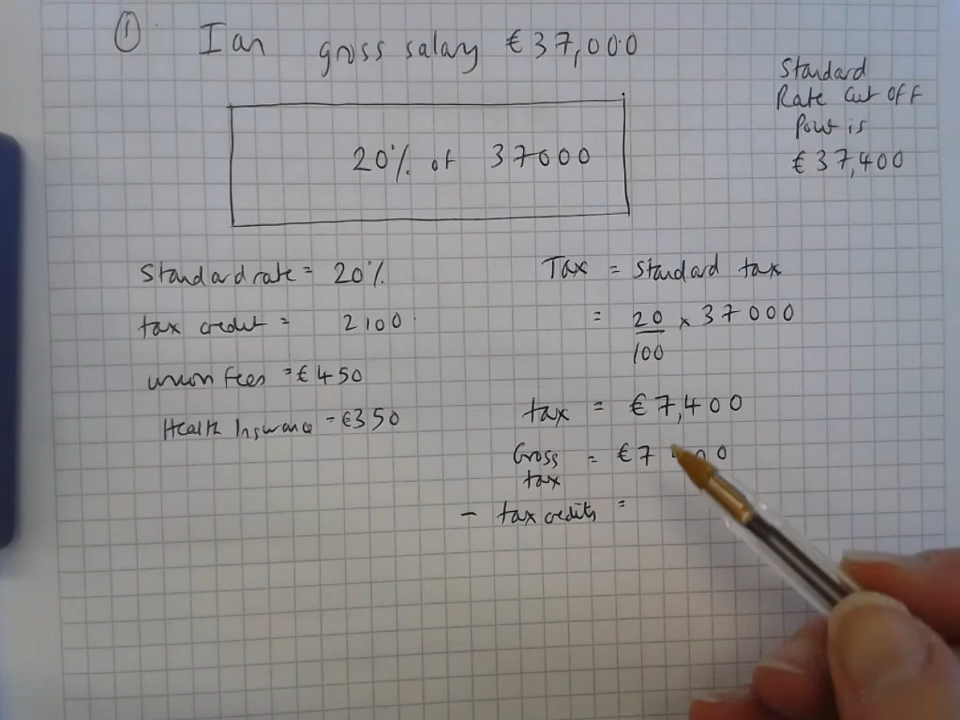 ① Ian gross salary €37,000
Standard
Rate Cut Off
Point is
€37,400
20% of 37000
Standard rate = 20%
tax credit = 2100
union Fees = €450
Health Insurance - €350
Tax = Standard tax
= 20/100 × 37000
tax = €7,400
Gross = €7
tax
- tax credits =